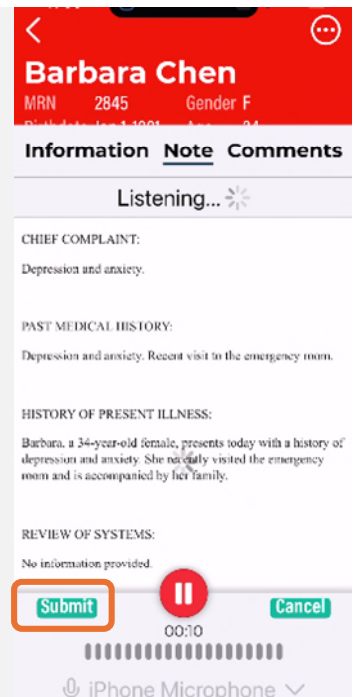 Barbara Chen
MRN 2845 Gender F
Information Note Comments
Listening...
CHIEF COMPLAINT:
Depression and anxiety.
PAST MEDICAL HISTORY:
Depression and anxiety. Recent visit to the emergency room.
HISTORY OF PRESENT ILLNESS:
Barbara, a 34-year-old female, presents today with a history of
depression and anxiety. She recently visited the emergency
room and is accompanied by her family.
REVIEW OF SYSTEMS:
No information provided.
Submit Cancel
00:10
iPhone Microphone